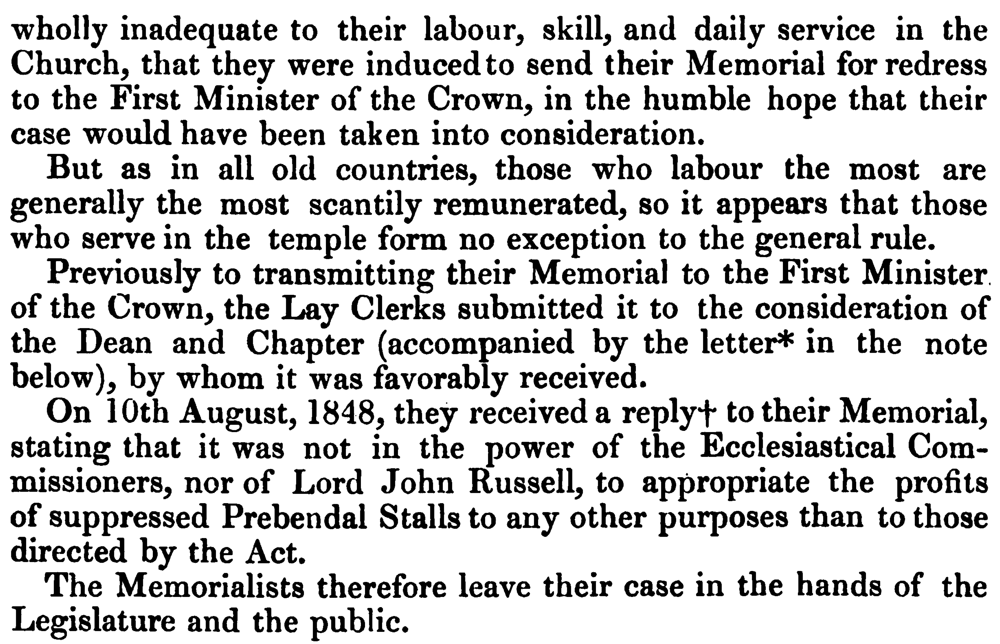 wholly inadequate to their labour, skill, and daily service in the
Church, that they were induced to send their Memorial for redress
to the First Minister of the Crown, in the humble hope that their
case would have been taken into consideration.
But as in all old countries, those who labour the most are
generally the most scantily remunerated, so it appears that those
who serve in the temple form no exception to the general rule.
Previously to transmitting their Memorial to the First Minister
of the Crown, the Lay Clerks submitted it to the consideration of
the Dean and Chapter (accompanied by the letter* in the note
below), by whom it was favorably received.
On 10th August, 1848, they received a reply† to their Memorial,
stating that it was not in the power of the Ecclesiastical Com-
missioners, nor of Lord John Russell, to appropriate the profits
of suppressed Prebendal Stalls to any other purposes than to those
directed by the Act.
The Memorialists therefore leave their case in the hands of the
Legislature and the public.